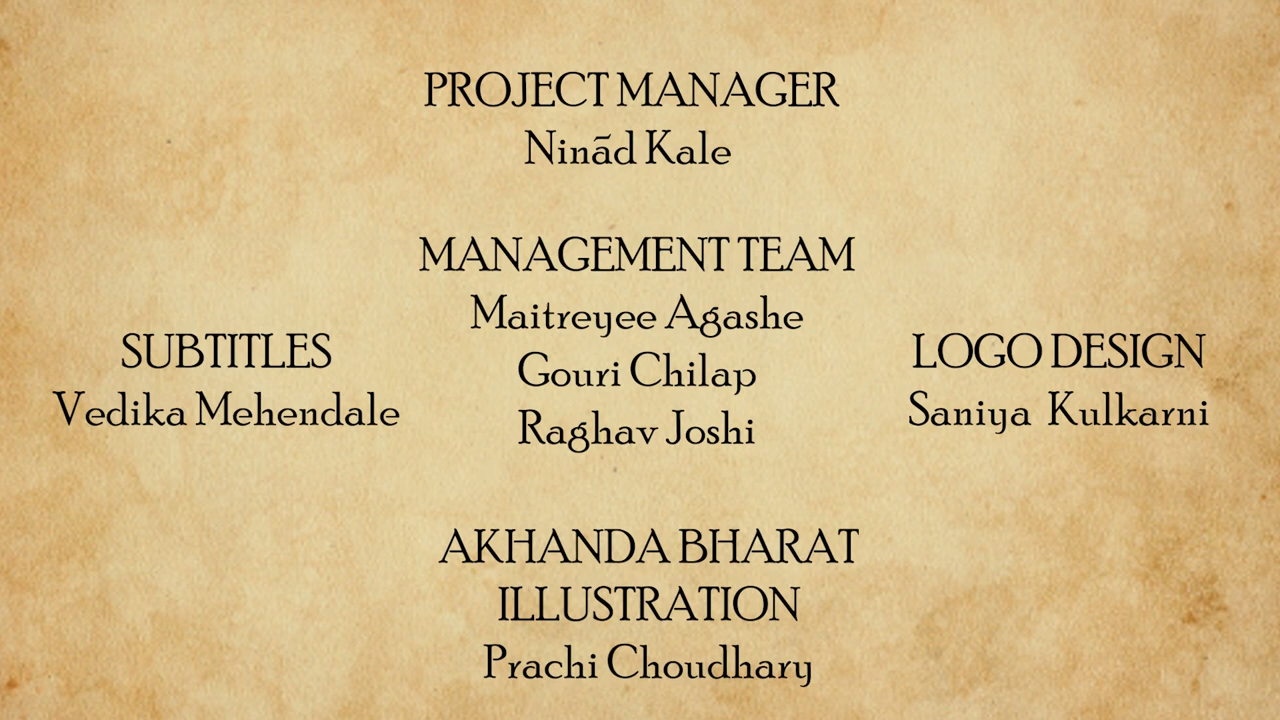 PROJECT MANAGER
Ninãd Kale
MANAGEMENT TEAM
Maitreyee Agashe
Gouri Chilap
Raghav Joshi
SUBTITLES
Vedika Mehendale
LOGO DESIGN
Saniya Kulkarni
AKHANDA BHARAT
ILLUSTRATION
Prachi Choudhary